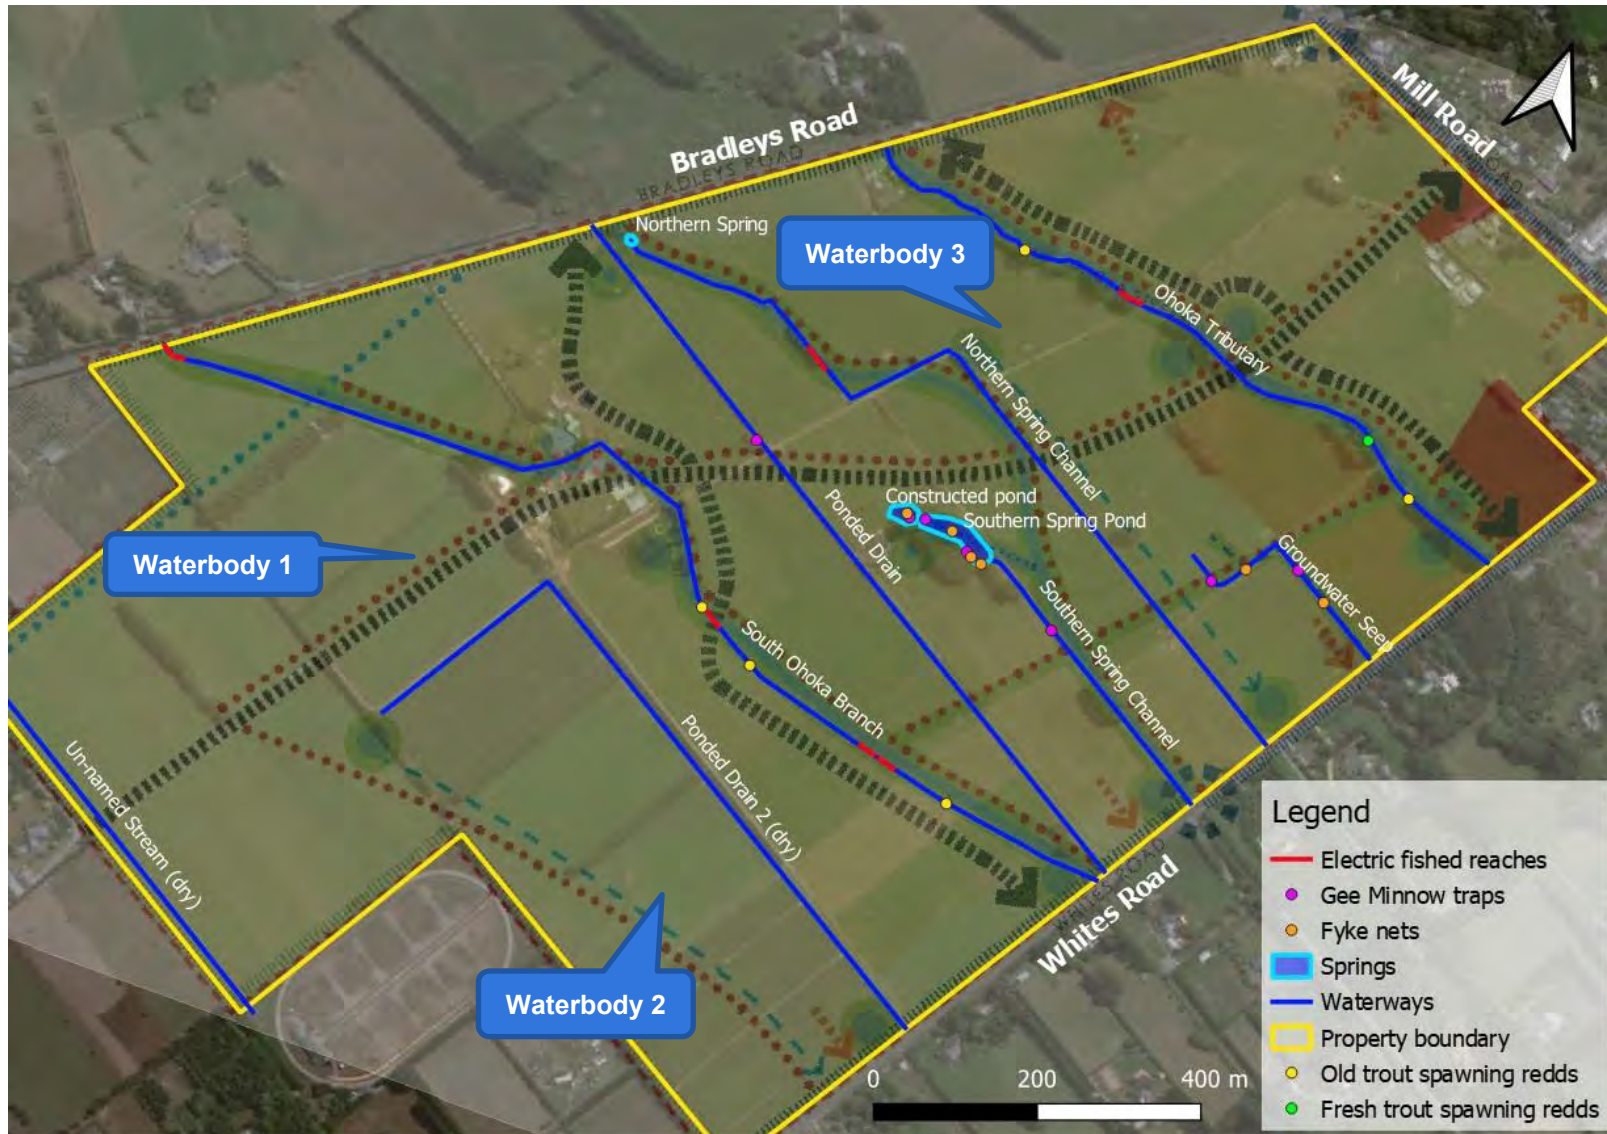 Bradleys Road
BRADLEYS ROAD
Mill Road
Northern Spring
Waterbody 3
Ohoka Tributary
Northern Spring Channel
Constructed pond
Southern Spring Pond
Ponded Drain
Groundwater Seep
Waterbody 1
Southern Spring Channel
South Ohoka Branch
Ponded Drain 2 (dry)
Un-named Stream (dry)
Whites Road
Waterbody 2
Legend
Electric fished reaches
Gee Minnow traps
Fyke nets
Springs
Waterways
Property boundary
Old trout spawning redds
Fresh trout spawning redds
0 200 400 m